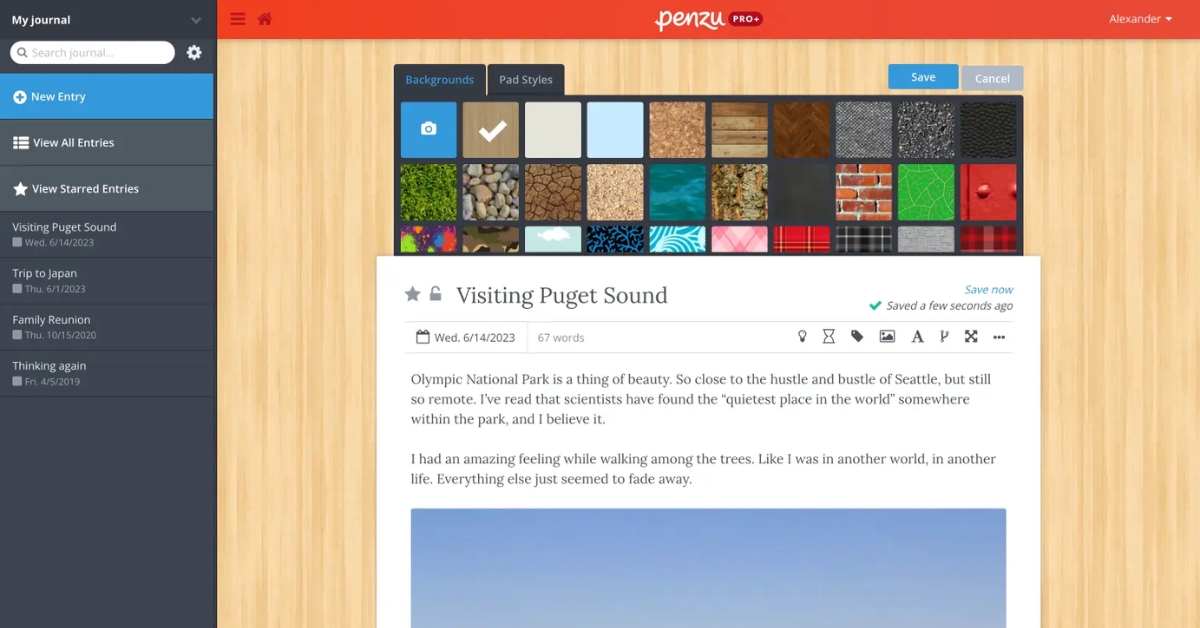 My journal
Search journal...
New Entry
View All Entries
View Starred Entries
Visiting Puget Sound
Wed. 6/14/2023
Trip to Japan
Thu. 6/1/2023
Family Reunion
Thu. 10/15/2020
Thinking again
Fri. 4/5/2019
penzu PRO+
Alexander
Backgrounds Pad Styles
Save Cancel
Visiting Puget Sound
Save now
Saved a few seconds ago
Wed. 6/14/2023 67 words
Olympic National Park is a thing of beauty. So close to the hustle and bustle of Seattle, but still
so remote. I’ve read that scientists have found the “quietest place in the world” somewhere
within the park, and I believe it.
I had an amazing feeling while walking among the trees. Like I was in another world, in another
life. Everything else just seemed to fade away.